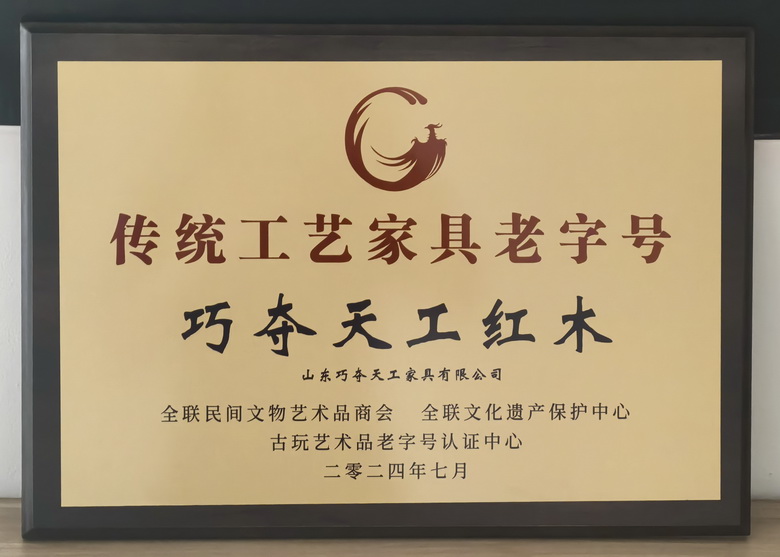 传统工艺家具老字号
巧夺天工红木
山东巧夺天工家具有限公司
全联民间文物艺术品商会 全联文化遗产保护中心
古玩艺术品老字号认证中心
二零二四年七月